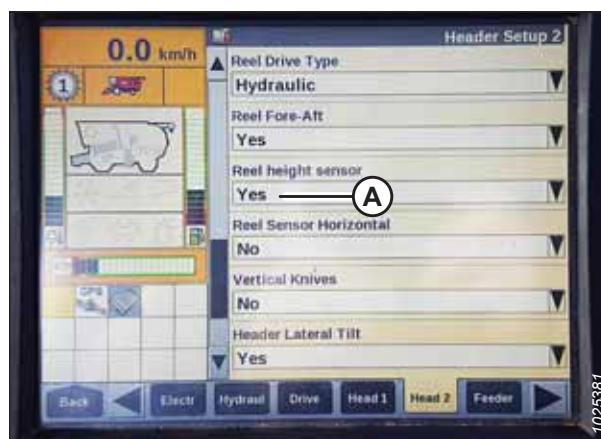 0.0 km/h
Header Setup 2
1
Reel Drive Type
Hydraulic
Reel Fore-Aft
Yes
Reel height sensor
Yes
A
Reel Sensor Horizontal
No
Vertical Knives
No
Header Lateral Tilt
Yes
GPS
Back
Electr
Hydraul
Drive
Head 1
Head 2
Feeder
1025381